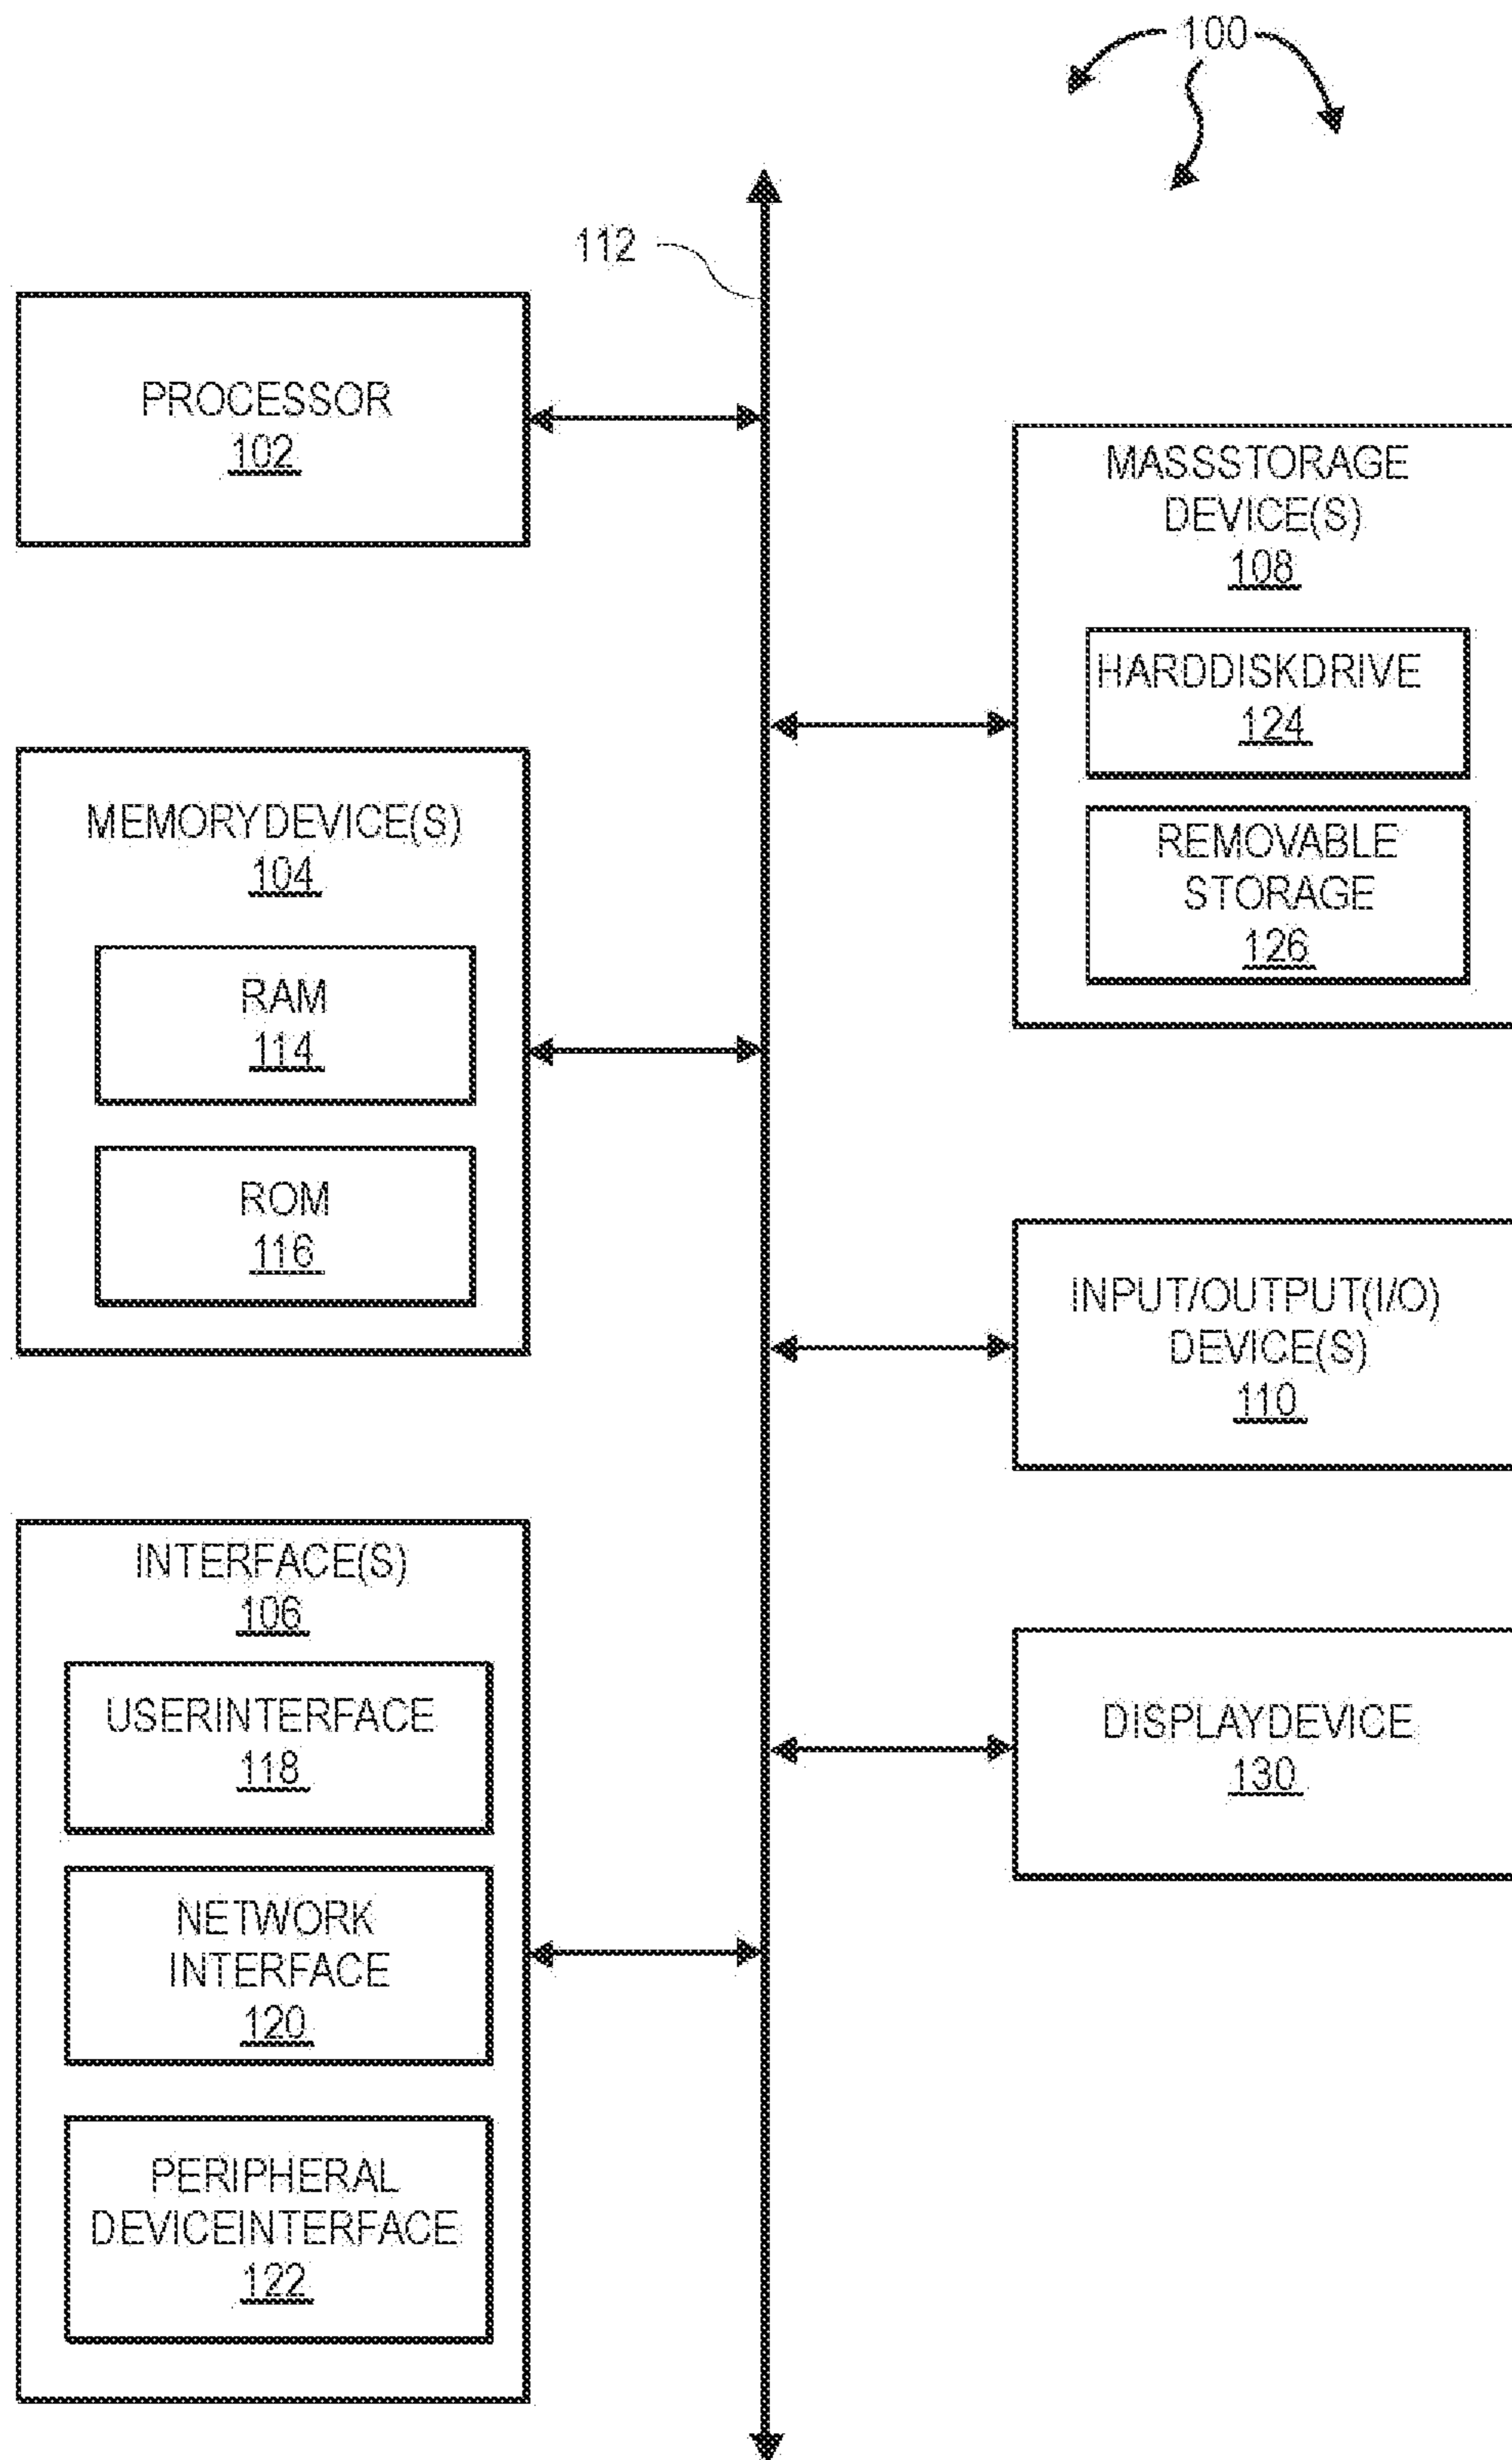 100
112
PROCESSOR
102
MASSSTORAGE
DEVICE(S)
108
HARDDISKDRIVE
124
REMOVABLE
STORAGE
126
MEMORYDEVICE(S)
104
RAM
114
ROM
116
INPUT/OUTPUT(I/O)
DEVICE(S)
110
INTERFACE(S)
106
USERINTERFACE
118
NETWORK
INTERFACE
120
PERIPHERAL
DEVICEINTERFACE
122
DISPLAYDEVICE
130